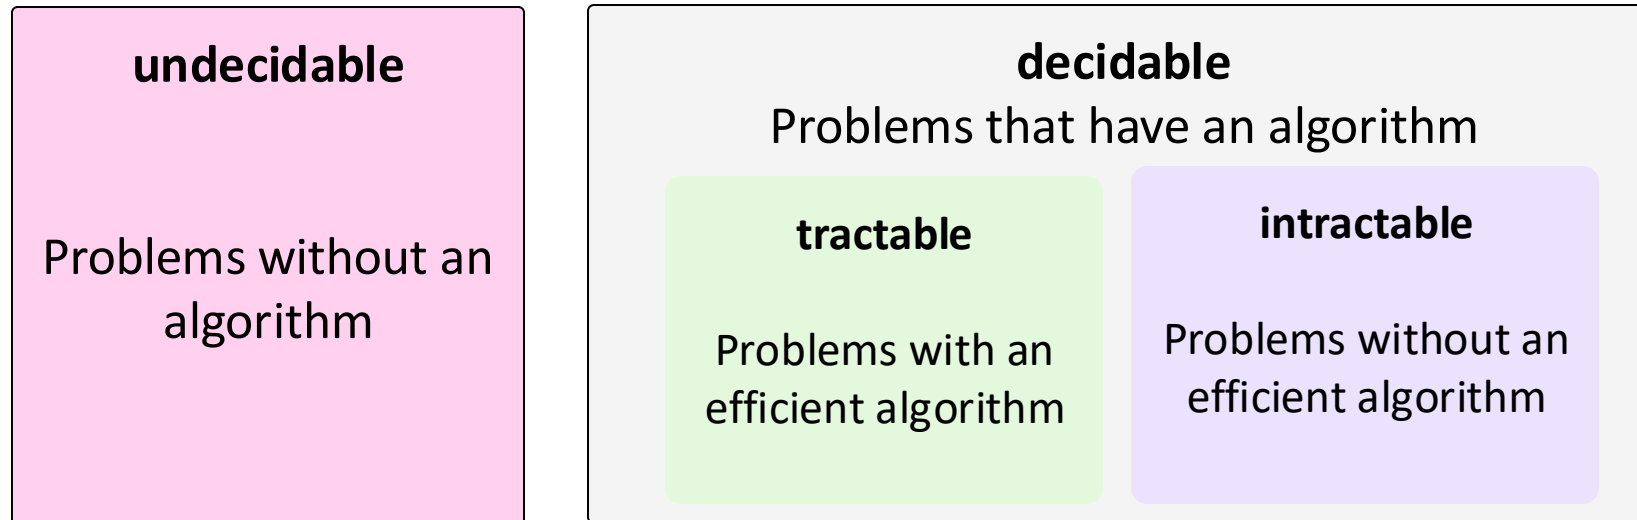 undecidable
Problems without an
algorithm
decidable
Problems that have an algorithm
tractable
Problems with an
efficient algorithm
intractable
Problems without an
efficient algorithm